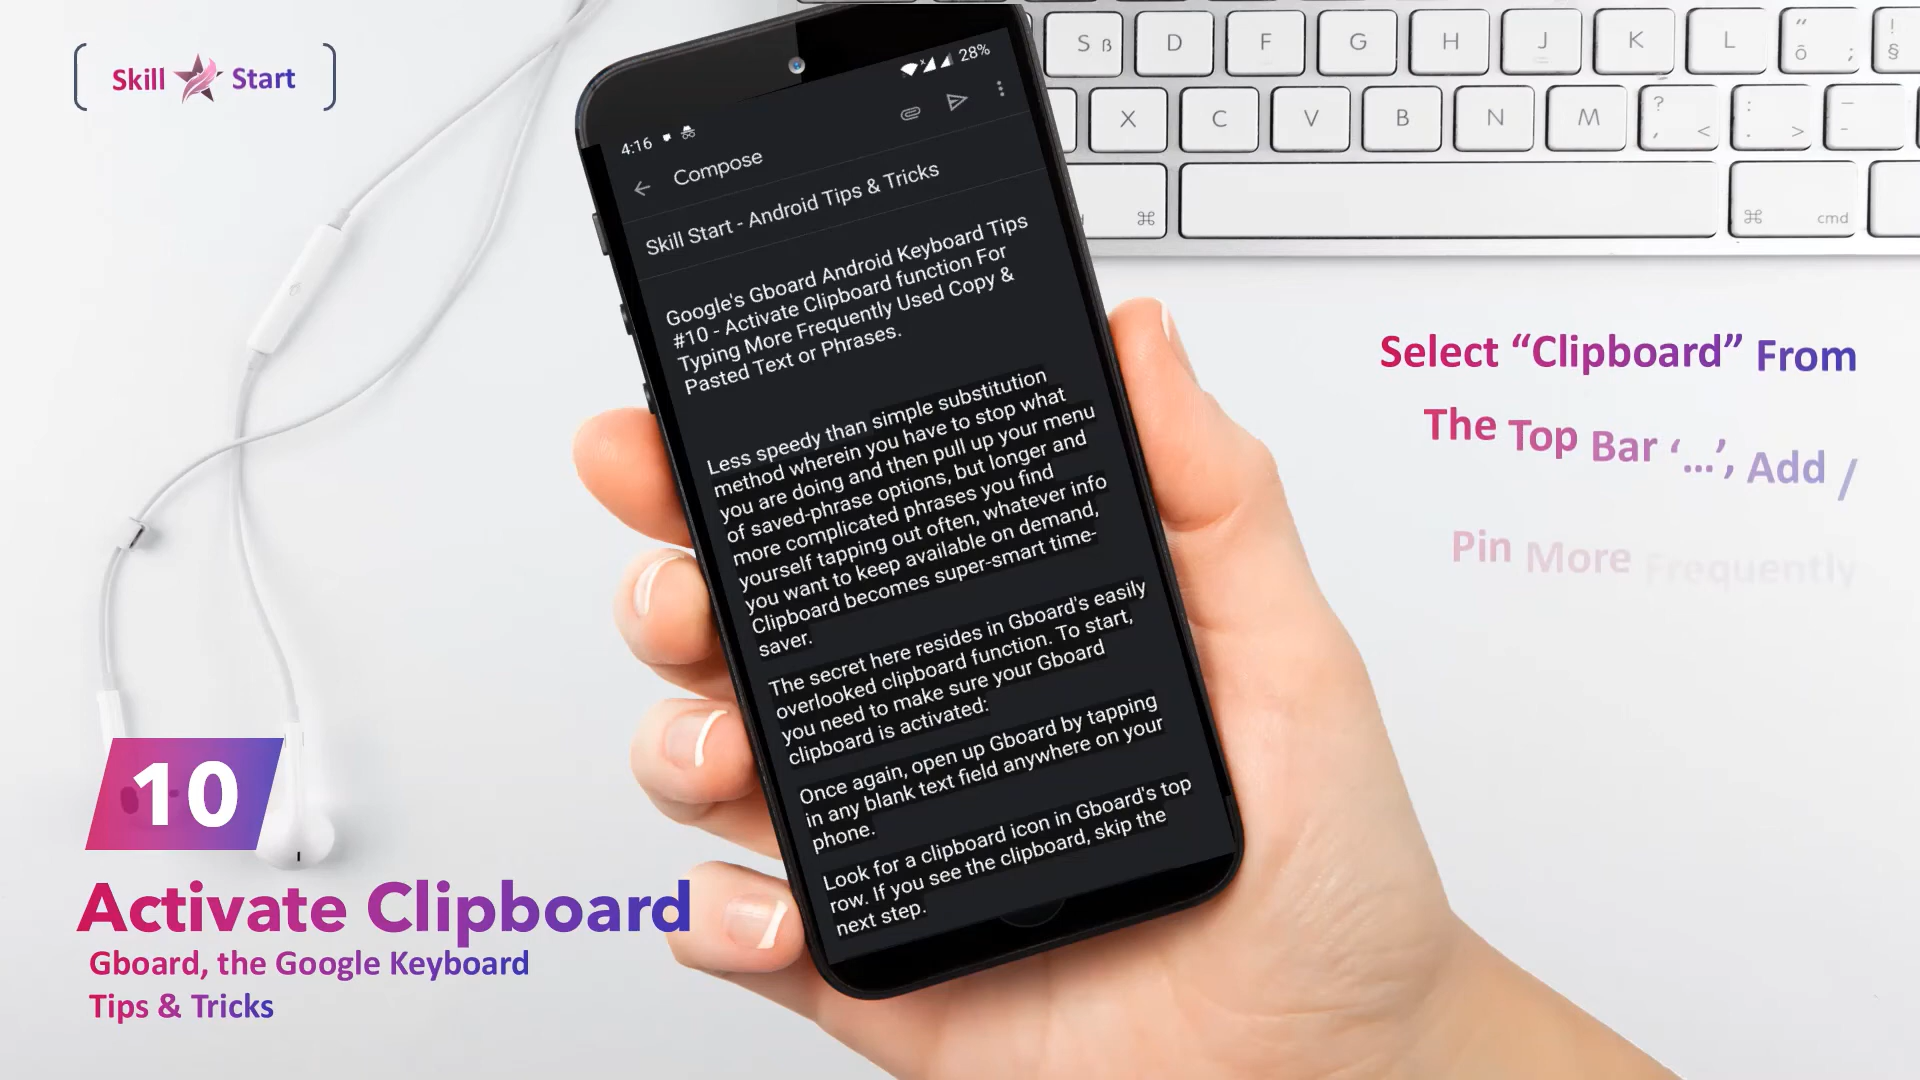 Skill Start
S ß D F G H J K L “ ō ; ! §
X C V B N M ? , < : . > – -
⌘ ⌘ cmd
4:16 28%
Compose
Skill Start - Android Tips & Tricks
Google's Gboard Android Keyboard Tips
#10 - Activate Clipboard function For
Typing More Frequently Used Copy &
Pasted Text or Phrases.
Less speedy than simple substitution
method wherein you have to stop what
you are doing and then pull up your menu
of saved-phrase options, but longer and
more complicated phrases you find
yourself tapping out often, whatever info
you want to keep available on demand,
Clipboard becomes super-smart time-
saver.
The secret here resides in Gboard's easily
overlooked clipboard function. To start,
you need to make sure your Gboard
clipboard is activated:
Once again, open up Gboard by tapping
in any blank text field anywhere on your
phone.
Look for a clipboard icon in Gboard's top
row. If you see the clipboard, skip the
next step.
Select “Clipboard” From
The Top Bar ‘...’, Add /
Pin More Frequently
10
Activate Clipboard
Gboard, the Google Keyboard
Tips & Tricks